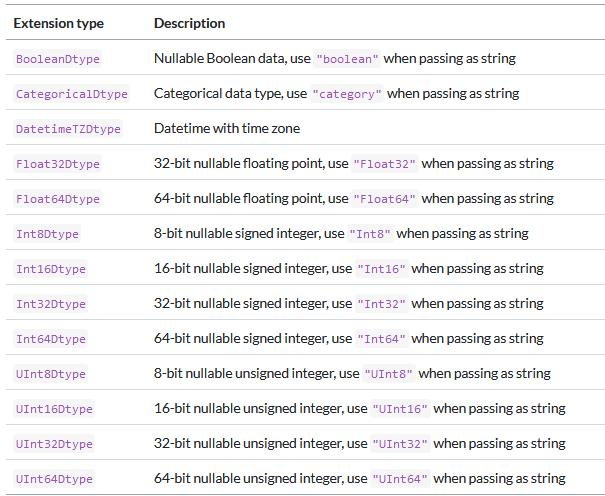 Extension type Description
BooleanDtype Nullable Boolean data, use "boolean" when passing as string
CategoricalDtype Categorical data type, use "category" when passing as string
DatetimeTZDtype Datetime with time zone
Float32Dtype 32-bit nullable floating point, use "Float32" when passing as string
Float64Dtype 64-bit nullable floating point, use "Float64" when passing as string
Int8Dtype 8-bit nullable signed integer, use "Int8" when passing as string
Int16Dtype 16-bit nullable signed integer, use "Int16" when passing as string
Int32Dtype 32-bit nullable signed integer, use "Int32" when passing as string
Int64Dtype 64-bit nullable signed integer, use "Int64" when passing as string
UInt8Dtype 8-bit nullable unsigned integer, use "UInt8" when passing as string
UInt16Dtype 16-bit nullable unsigned integer, use "UInt16" when passing as string
UInt32Dtype 32-bit nullable unsigned integer, use "UInt32" when passing as string
UInt64Dtype 64-bit nullable unsigned integer, use "UInt64" when passing as string